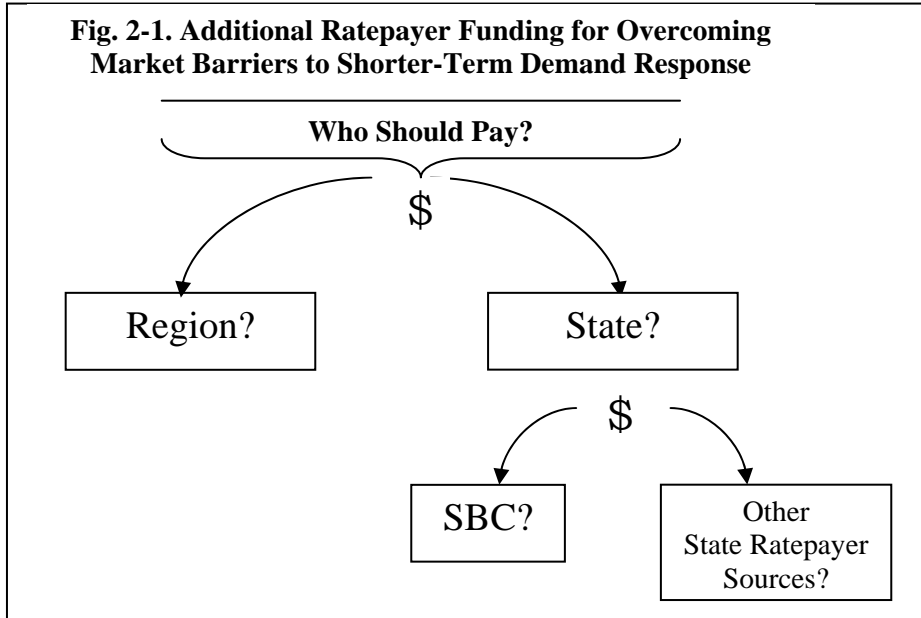 Fig. 2-1. Additional Ratepayer Funding for Overcoming
Market Barriers to Shorter-Term Demand Response
Who Should Pay?
$
Region?
State?
$
SBC?
Other
State Ratepayer
Sources?